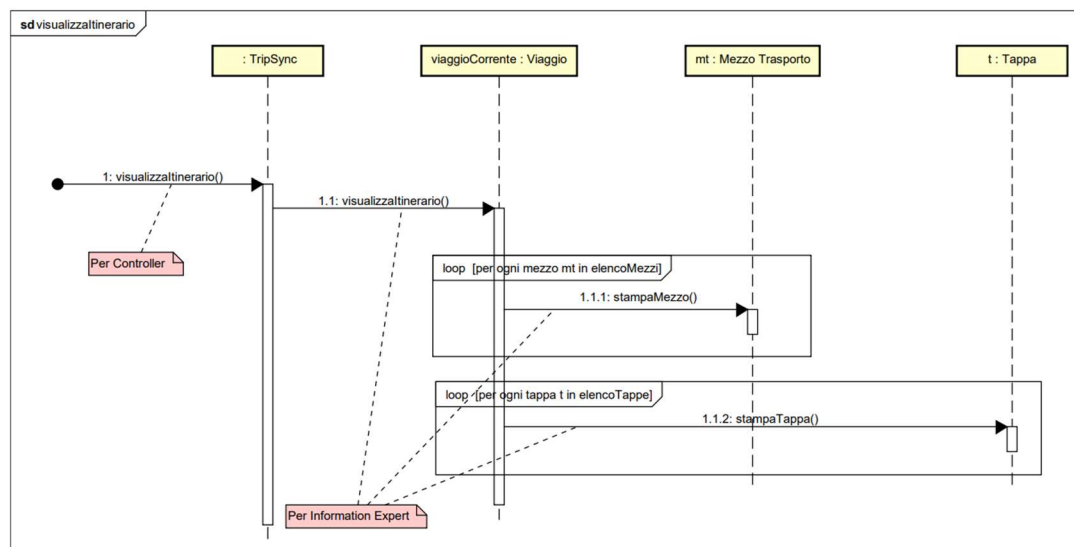 sd visualizzaItinerario
: TripSync
viaggioCorrente : Viaggio
mt : Mezzo Trasporto
t : Tappa
1: visualizzaItinerario()
1.1: visualizzaItinerario()
Per Controller
loop [per ogni mezzo mt in elencoMezzi]
1.1.1: stampaMezzo()
loop [per ogni tappa t in elencoTappe]
1.1.2: stampaTappa()
Per Information Expert